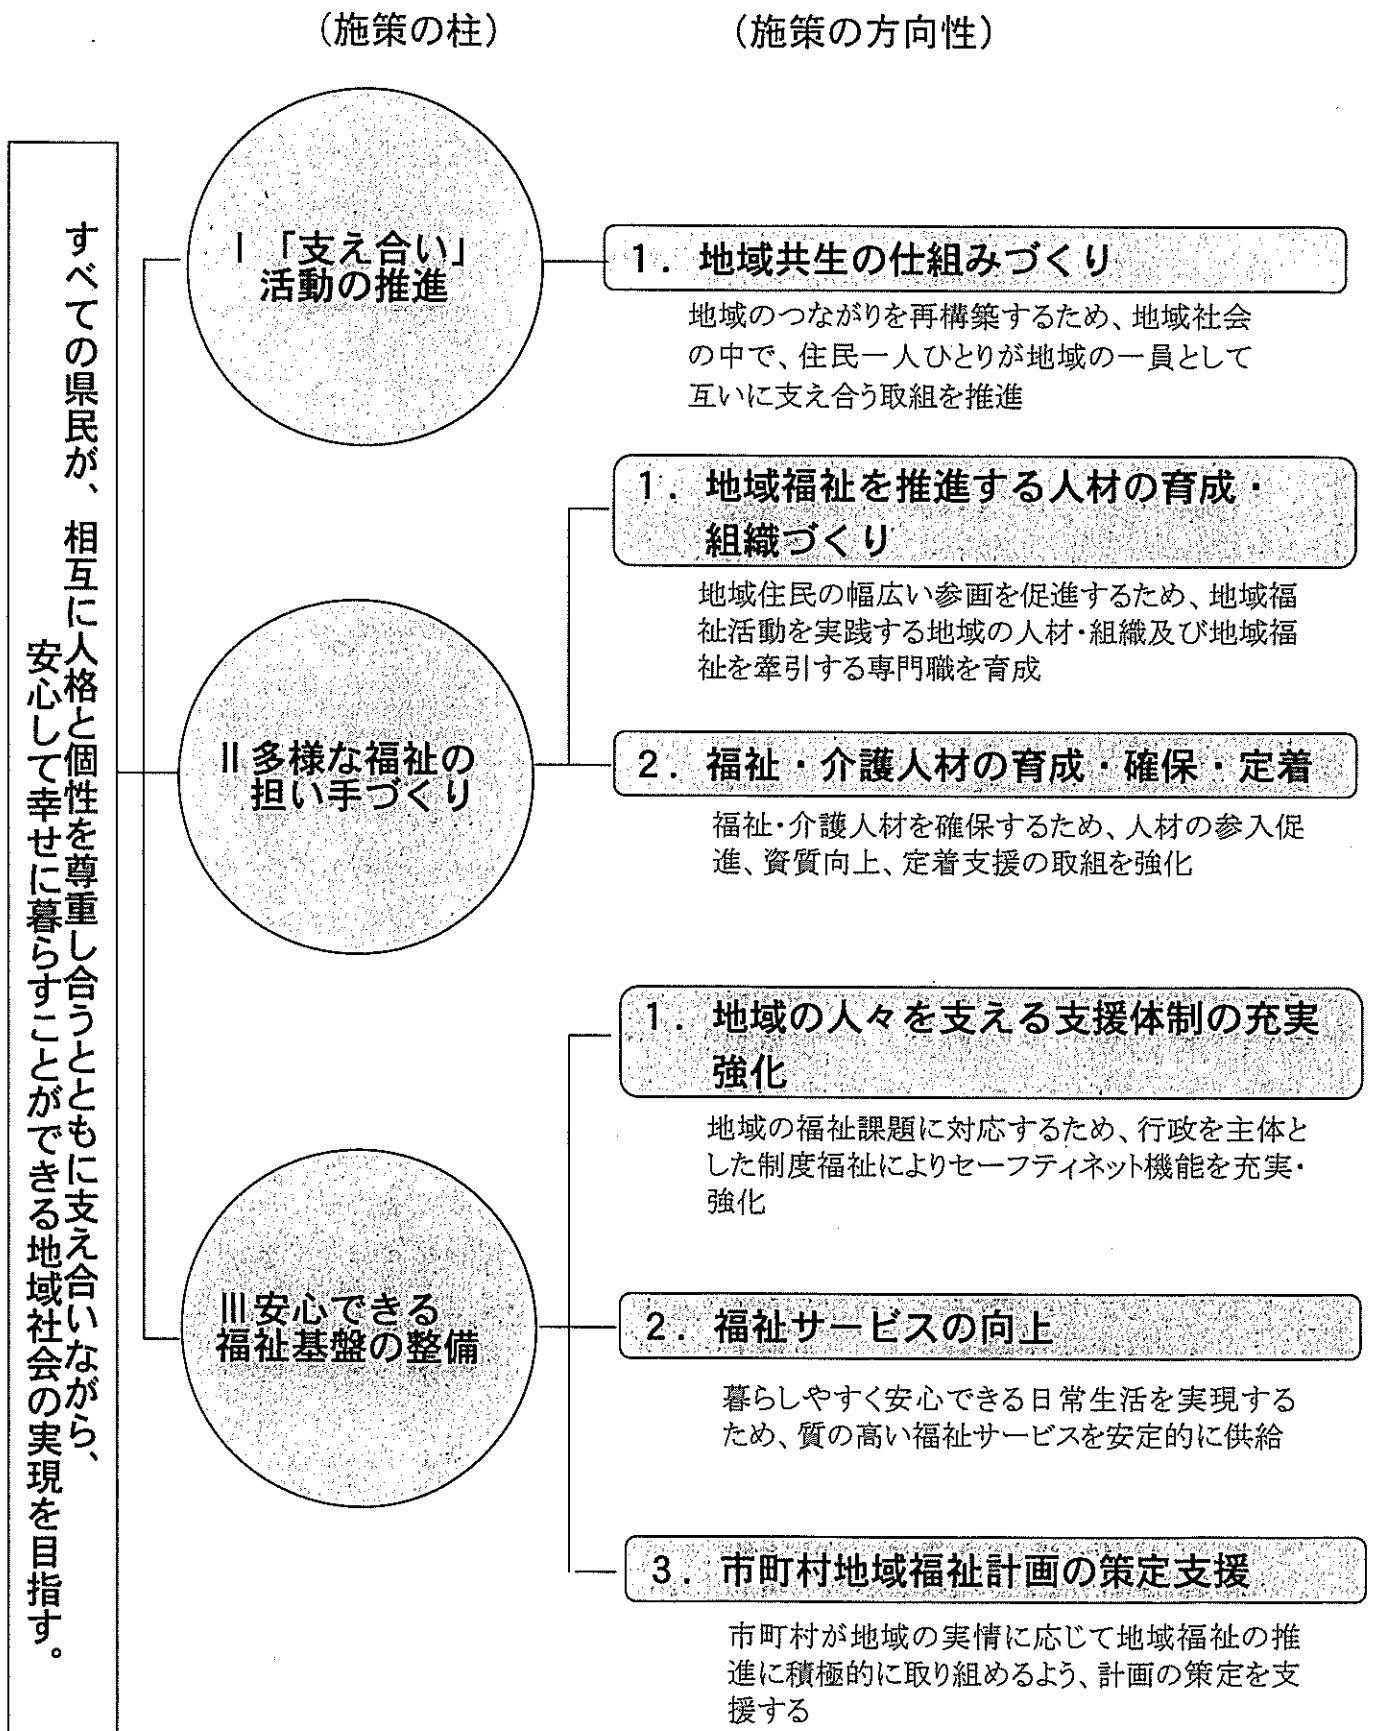 (施策の柱)
(施策の方向性)
すべての県民が、相互に人格と個性を尊重し合うとともに支え合いながら、
安心して幸せに暮らすことができる地域社会の実現を目指す。
Ⅰ「支え合い」
活動の推進
1．地域共生の仕組みづくり
地域のつながりを再構築するため、地域社会
の中で、住民一人ひとりが地域の一員として
互いに支え合う取組を推進
Ⅱ多様な福祉の
担い手づくり
1．地域福祉を推進する人材の育成・
組織づくり
地域住民の幅広い参画を促進するため、地域福
祉活動を実践する地域の人材・組織及び地域福
祉を牽引する専門職を育成
2．福祉・介護人材の育成・確保・定着
福祉・介護人材を確保するため、人材の参入促
進、資質向上、定着支援の取組を強化
Ⅲ安心できる
福祉基盤の整備
1．地域の人々を支える支援体制の充実
強化
地域の福祉課題に対応するため、行政を主体と
した制度福祉によりセーフティネット機能を充実・
強化
2．福祉サービスの向上
暮らしやすく安心できる日常生活を実現する
ため、質の高い福祉サービスを安定的に供給
3．市町村地域福祉計画の策定支援
市町村が地域の実情に応じて地域福祉の推
進に積極的に取り組めるよう、計画の策定を支
援する